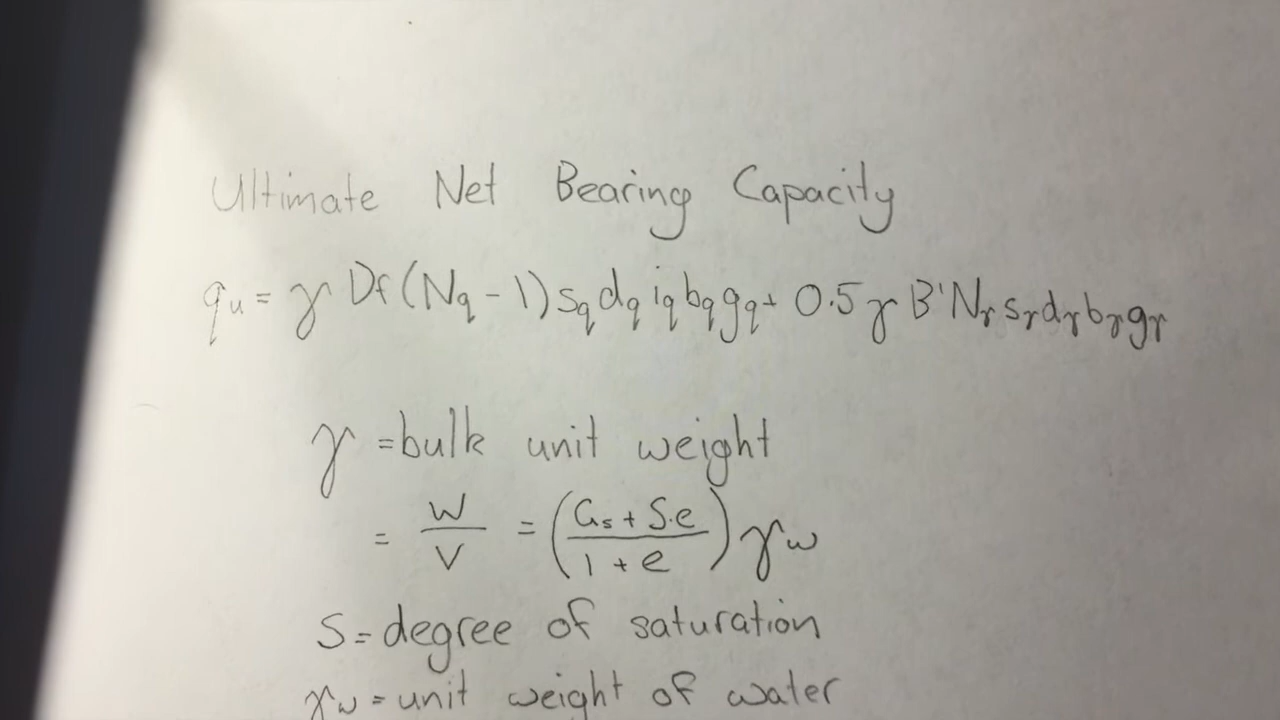 Ultimate Net Bearing Capacity
qu = γ Df (Nq - 1) sq dq iq bq gq + 0.5 γ B' Nγ sγ dγ bγ gγ
γ = bulk unit weight
= W/V = (Gs + S.e / 1 + e) γw
S = degree of saturation
γw = unit weight of water